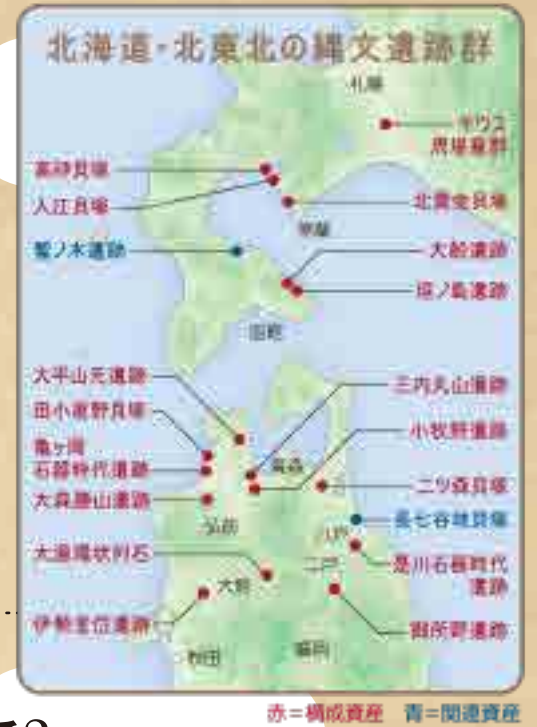 北海道・北東北の縄文遺跡群
札幌
キウス
周堤墓群
高砂貝塚
入江貝塚
北黄金貝塚
室蘭
鷲ノ木遺跡
大船遺跡
垣ノ島遺跡
函館
大平山元遺跡
三内丸山遺跡
田小屋野貝塚
小牧野遺跡
亀ヶ岡
石器時代遺跡
青森
二ツ森貝塚
大森勝山遺跡
長七谷地貝塚
弘前
八戸
是川石器時代
遺跡
大湯環状列石
二戸
大館
伊勢堂岱遺跡
御所野遺跡
秋田
盛岡
赤=構成資産 青=関連資産